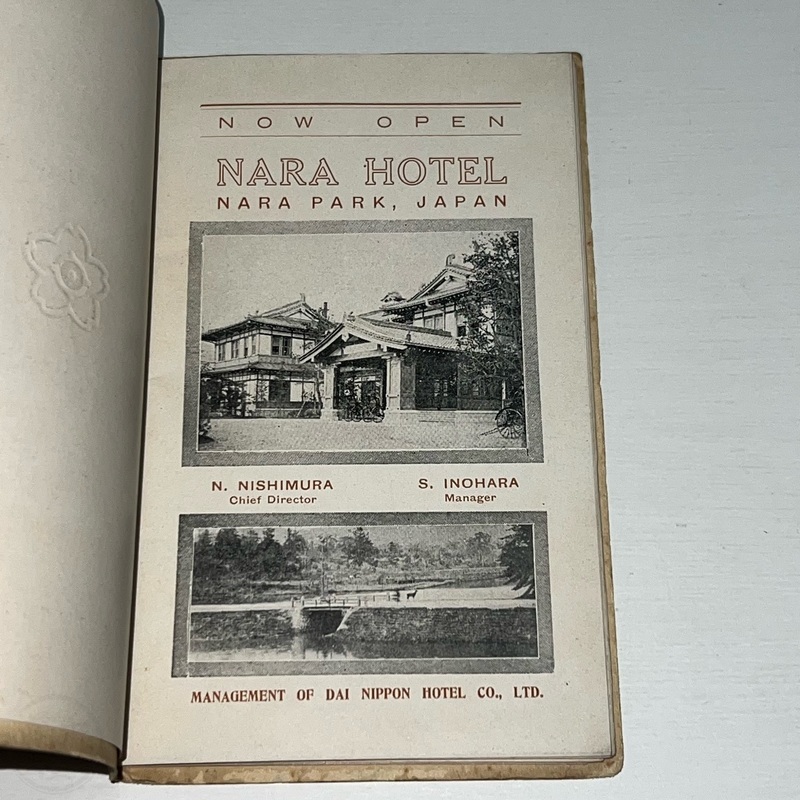 NOW OPEN
NARA HOTEL
NARA PARK, JAPAN
N. NISHIMURA S. INOHARA
Chief Director Manager
MANAGEMENT OF DAI NIPPON HOTEL CO., LTD.